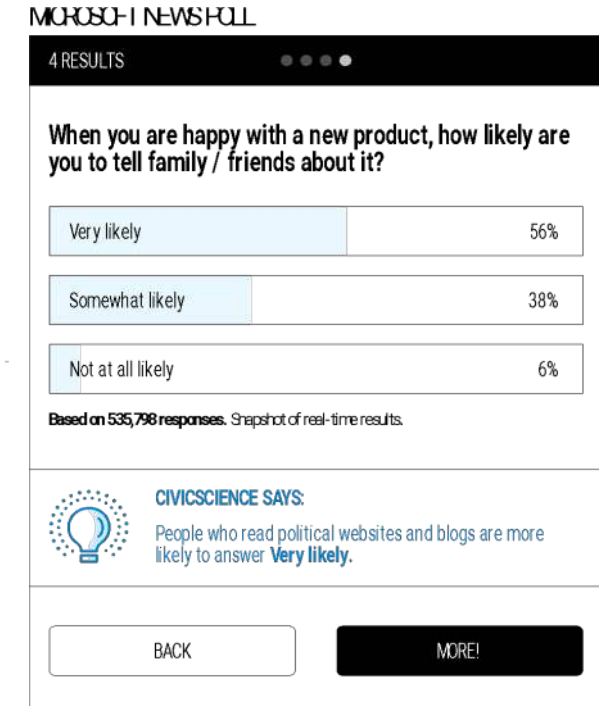 MICROSOFT NEWS POLL
4 RESULTS
When you are happy with a new product, how likely are
you to tell family / friends about it?
Very likely 56%
Somewhat likely 38%
Not at all likely 6%
Based on 535,798 responses. Snapshot of real-time results.
CIVICSCIENCE SAYS:
People who read political websites and blogs are more
likely to answer Very likely.
BACK MORE!